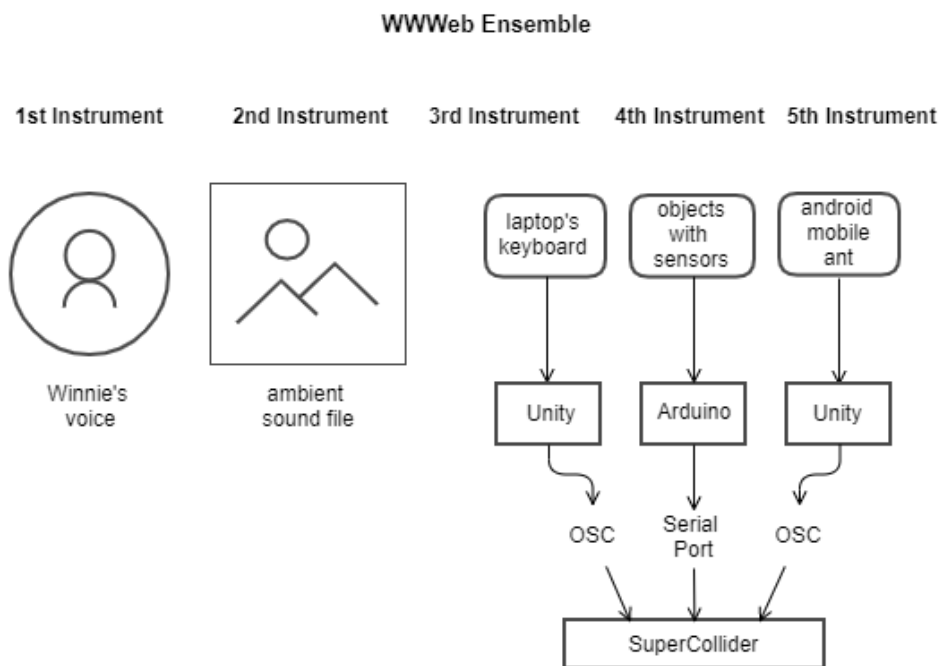 WWWeb Ensemble
1st Instrument
2nd Instrument
3rd Instrument
4th Instrument
5th Instrument
Winnie's
voice
ambient
sound file
laptop's
keyboard
objects
with
sensors
android
mobile
ant
Unity
Arduino
Unity
OSC
Serial
Port
OSC
SuperCollider